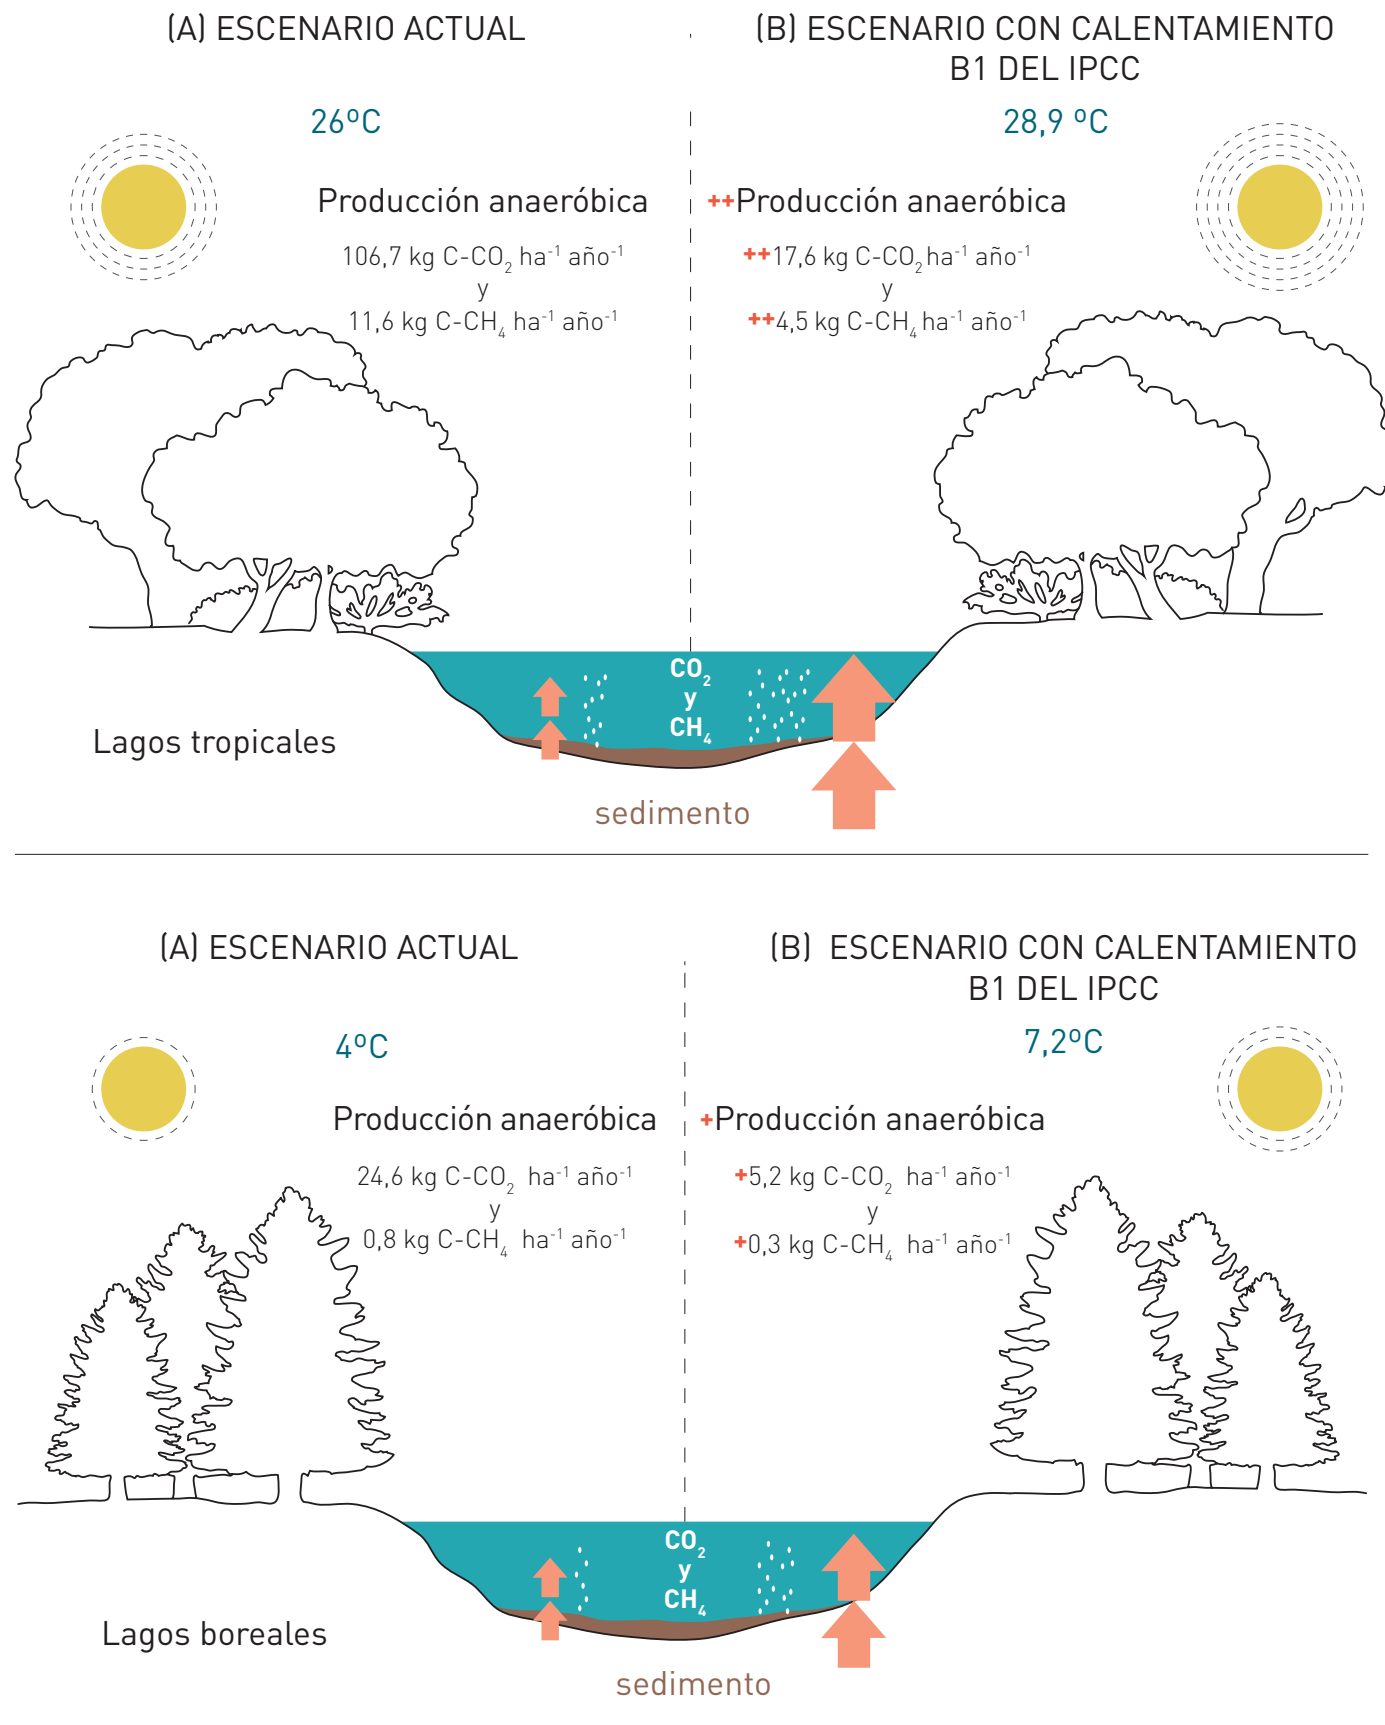 (A) ESCENARIO ACTUAL
(B) ESCENARIO CON CALENTAMIENTO
B1 DEL IPCC
26ºC
28,9 ºC
Producción anaeróbica
106,7 kg C-CO₂ ha⁻¹ año⁻¹
y
11,6 kg C-CH₄ ha⁻¹ año⁻¹
++Producción anaeróbica
++17,6 kg C-CO₂ ha⁻¹ año⁻¹
y
++4,5 kg C-CH₄ ha⁻¹ año⁻¹
CO₂
y
CH₄
Lagos tropicales
sedimento
(A) ESCENARIO ACTUAL
(B) ESCENARIO CON CALENTAMIENTO
B1 DEL IPCC
4ºC
7,2ºC
Producción anaeróbica
24,6 kg C-CO₂ ha⁻¹ año⁻¹
y
0,8 kg C-CH₄ ha⁻¹ año⁻¹
+Producción anaeróbica
+5,2 kg C-CO₂ ha⁻¹ año⁻¹
y
+0,3 kg C-CH₄ ha⁻¹ año⁻¹
CO₂
y
CH₄
Lagos boreales
sedimento